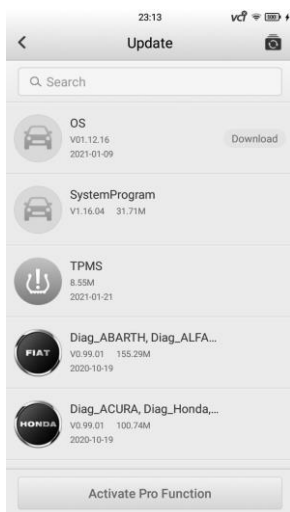 23:13
Update
Search
OS
V01.12.16
2021-01-09
Download
SystemProgram
V1.16.04 31.71M
TPMS
8.55M
2021-01-21
FIAT
Diag_ABARTH, Diag_ALFA...
V0.99.01 155.29M
2020-10-19
HONDA
Diag_ACURA, Diag_Honda,...
V0.99.01 100.74M
2020-10-19
Activate Pro Function